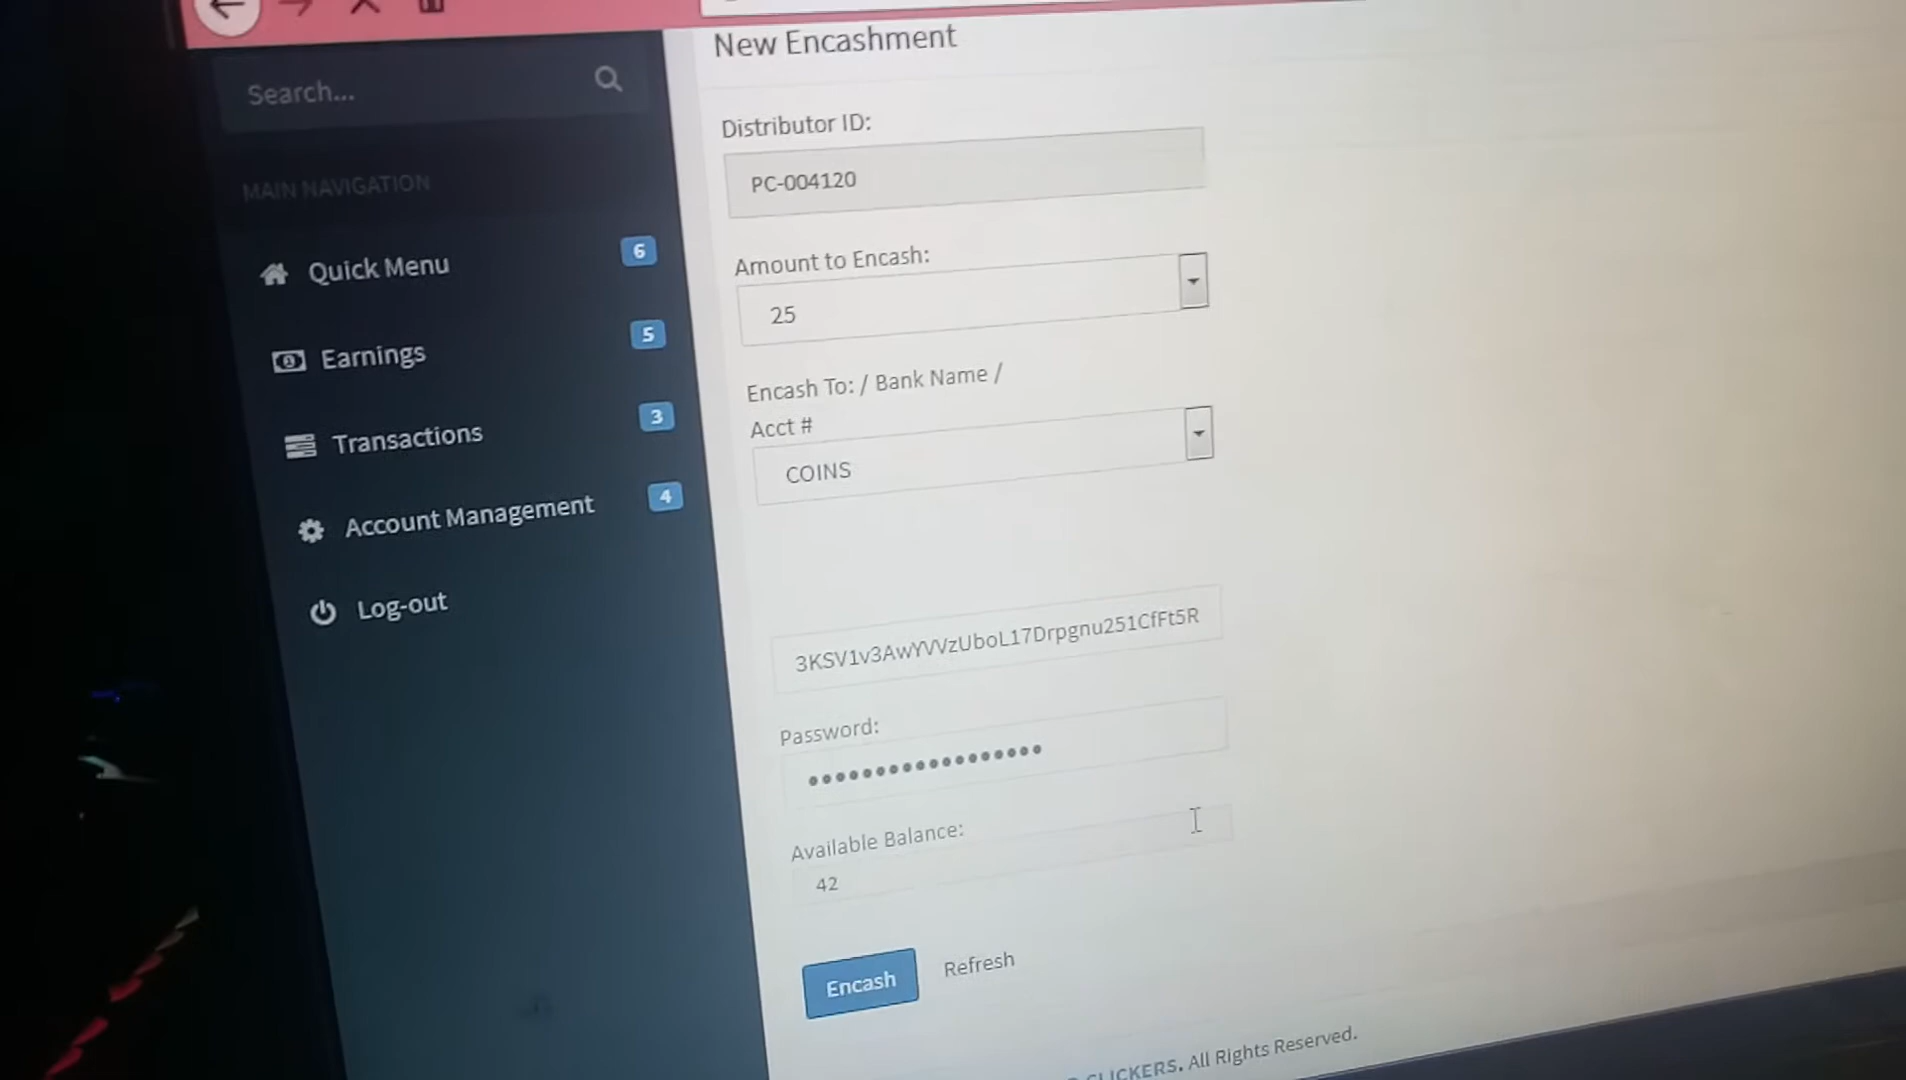 Search...
MAIN NAVIGATION
Quick Menu 6
Earnings 5
Transactions 3
Account Management 4
Log-out
New Encashment
Distributor ID:
PC-004120
Amount to Encash:
25
Encash To: / Bank Name /
Acct #
COINS
3KSV1v3AwYVVzUboL17Drpgnu251CfFt5R
Password:
Available Balance:
42
Encash Refresh
CLICKERS. All Rights Reserved.